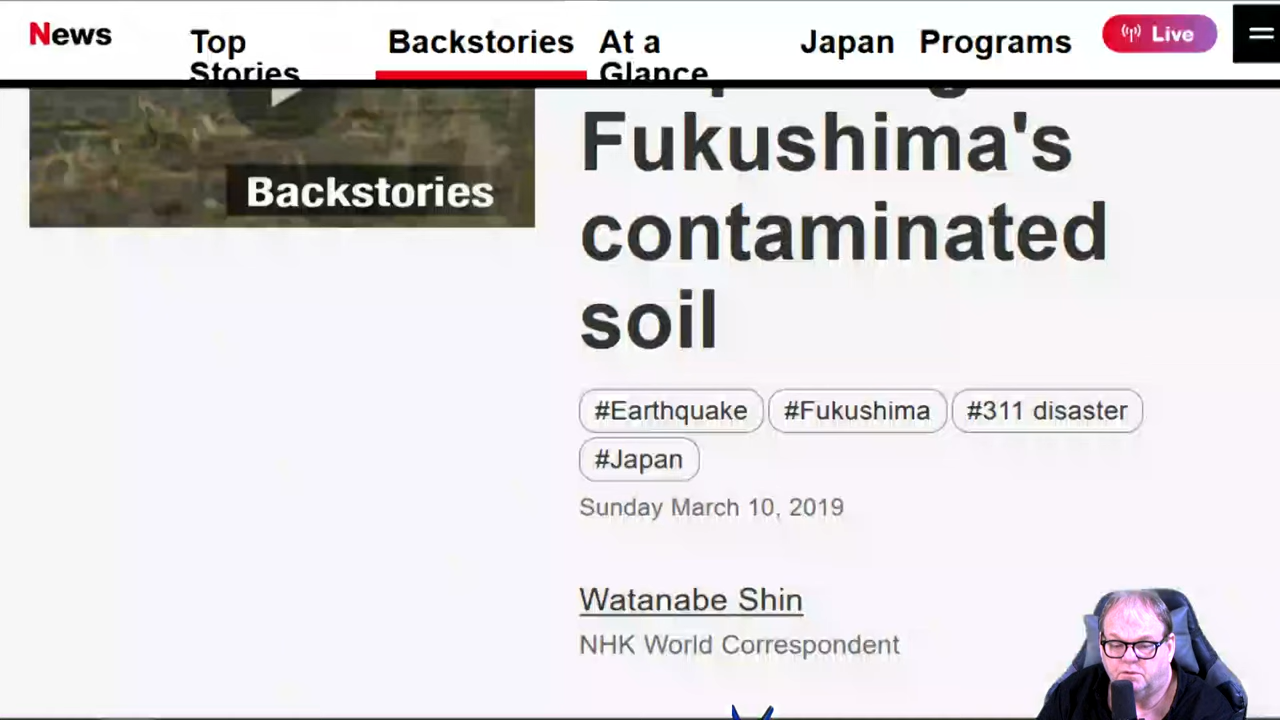 News
Top
Stories
Backstories
At a
Glance
Japan
Programs
Live
Fukushima's
contaminated
soil
Backstories
#Earthquake
#Fukushima
#311 disaster
#Japan
Sunday March 10, 2019
Watanabe Shin
NHK World Correspondent